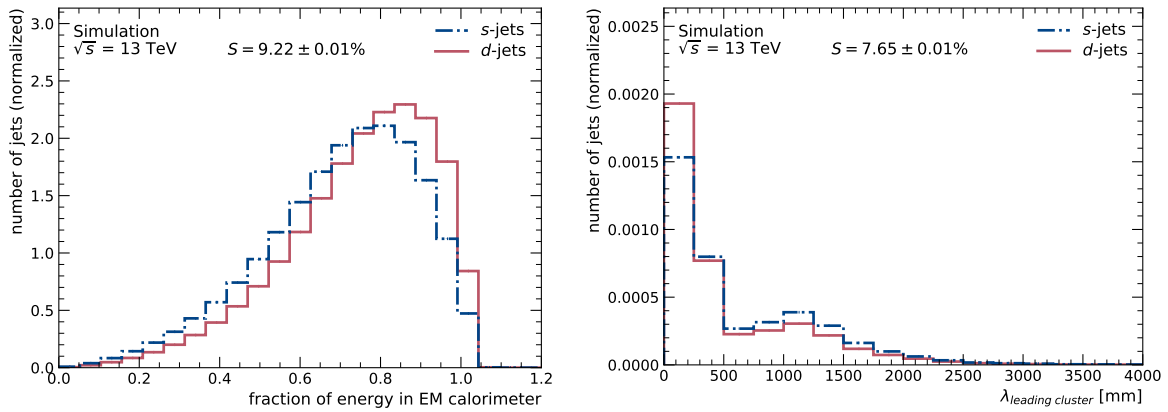 number of jets (normalized)
3.0
2.5
2.0
1.5
1.0
0.5
0.0
Simulation
√s = 13 TeV
S = 9.22 ± 0.01%
s-jets
d-jets
0.0 0.2 0.4 0.6 0.8 1.0 1.2
fraction of energy in EM calorimeter
number of jets (normalized)
0.0025
0.0020
0.0015
0.0010
0.0005
0.0000
Simulation
√s = 13 TeV
S = 7.65 ± 0.01%
s-jets
d-jets
0 500 1000 1500 2000 2500 3000 3500 4000
λleading cluster [mm]